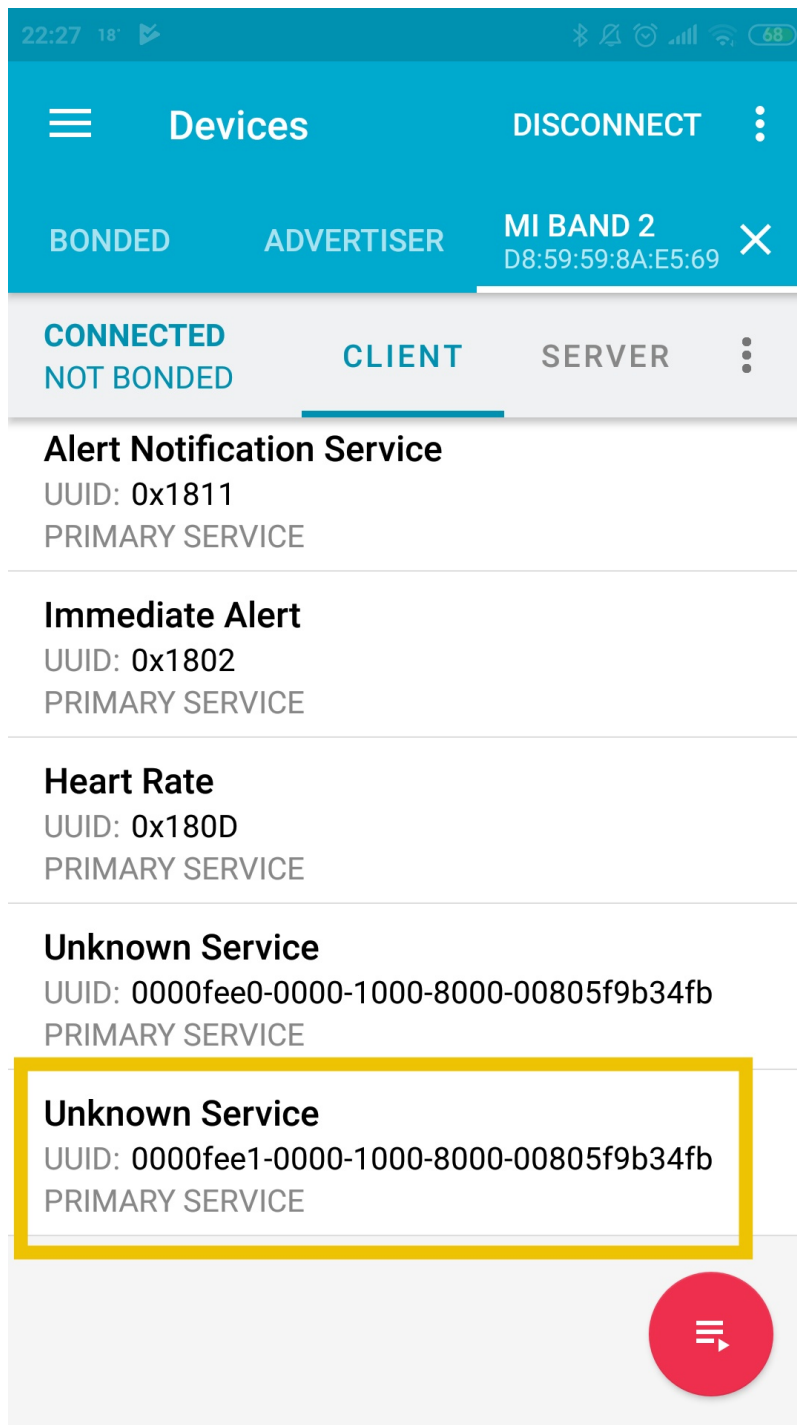 22:27 18° 68
Devices DISCONNECT
BONDED ADVERTISER MI BAND 2
D8:59:59:8A:E5:69
CONNECTED
NOT BONDED CLIENT SERVER
Alert Notification Service
UUID: 0x1811
PRIMARY SERVICE
Immediate Alert
UUID: 0x1802
PRIMARY SERVICE
Heart Rate
UUID: 0x180D
PRIMARY SERVICE
Unknown Service
UUID: 0000fee0-0000-1000-8000-00805f9b34fb
PRIMARY SERVICE
Unknown Service
UUID: 0000fee1-0000-1000-8000-00805f9b34fb
PRIMARY SERVICE